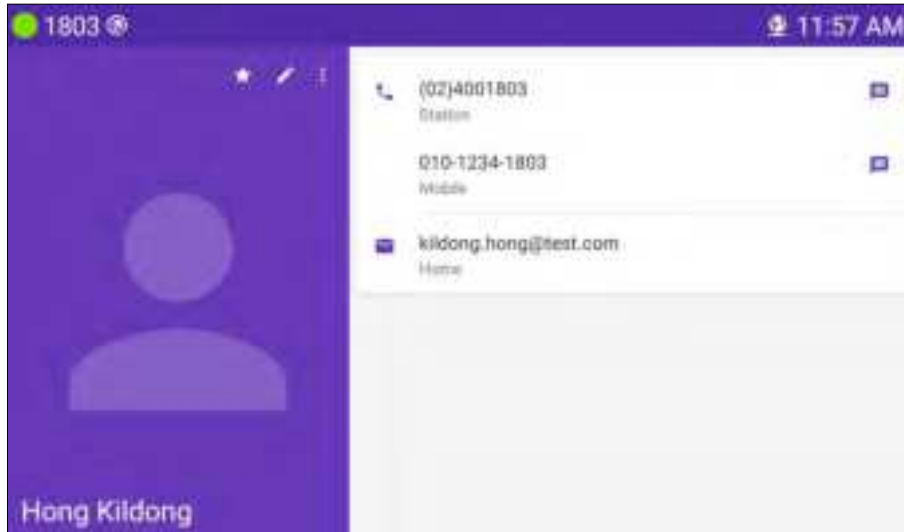 1803
11:57 AM
(02)4001803
Station
010-1234-1803
Mobile
kildong.hong@test.com
Home
Hong Kildong